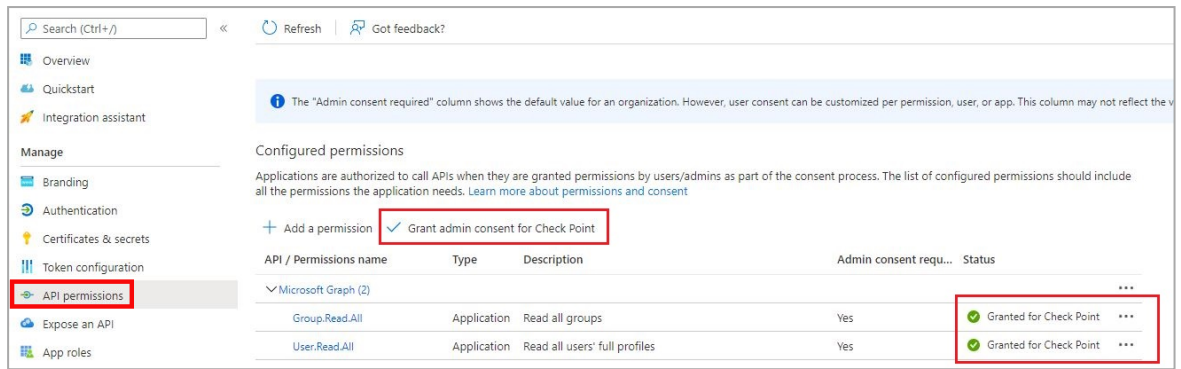 Search (Ctrl+/)
«
Refresh
Got feedback?
Overview
Quickstart
Integration assistant
Manage
Branding
Authentication
Certificates & secrets
Token configuration
API permissions
Expose an API
App roles
The "Admin consent required" column shows the default value for an organization. However, user consent can be customized per permission, user, or app. This column may not reflect the v
Configured permissions
Applications are authorized to call APIs when they are granted permissions by users/admins as part of the consent process. The list of configured permissions should include
all the permissions the application needs. Learn more about permissions and consent
Add a permission
Grant admin consent for Check Point
API / Permissions name Type Description Admin consent requ... Status
Microsoft Graph (2)
Group.Read.All Application Read all groups Yes Granted for Check Point
User.Read.All Application Read all users' full profiles Yes Granted for Check Point